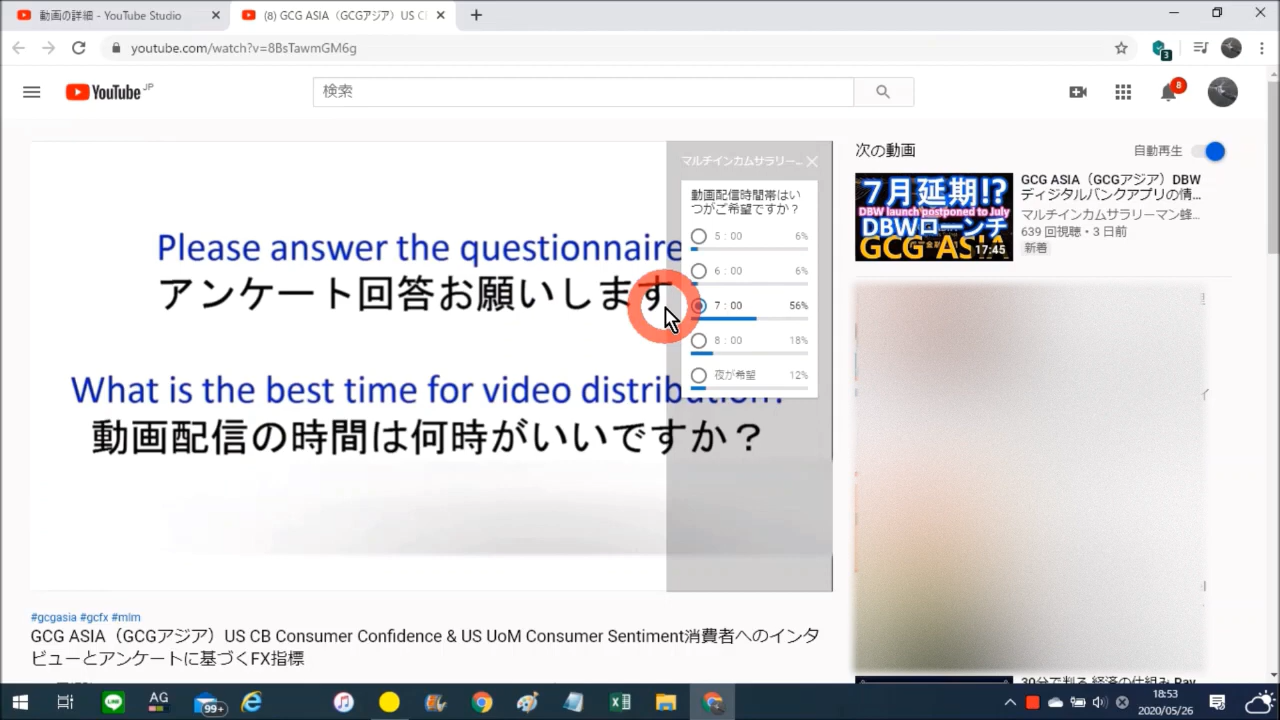 動画の詳細 - YouTube Studio
(8) GCG ASIA（GCGアジア）US C
youtube.com/watch?v=8BsTawmGM6g
3
YouTube JP
検索
8
Please answer the questionnaire
アンケート回答お願いします
What is the best time for video distribution?
動画配信の時間は何時がいいですか？
マルチインカムサラリー...
動画配信時間帯はい
つがご希望ですか？
5：00 6%
6：00 6%
7：00 56%
8：00 18%
夜が希望 12%
次の動画
自動再生
7月延期!?
DBW launch postponed to July
DBWローンチ
GCG ASIA
17:45
GCG ASIA（GCGアジア）DBW
ディジタルバンクアプリの情...
マルチインカムサラリーマン蜂...
639 回視聴・3 日前
新着
#gcgasia #gcfx #mlm
GCG ASIA（GCGアジア）US CB Consumer Confidence & US UoM Consumer Sentiment消費者へのインタ
ビューとアンケートに基づくFX指標
30分で判る 経済の仕組み Ray
LINE
AG
99+
18:53
2020/05/26